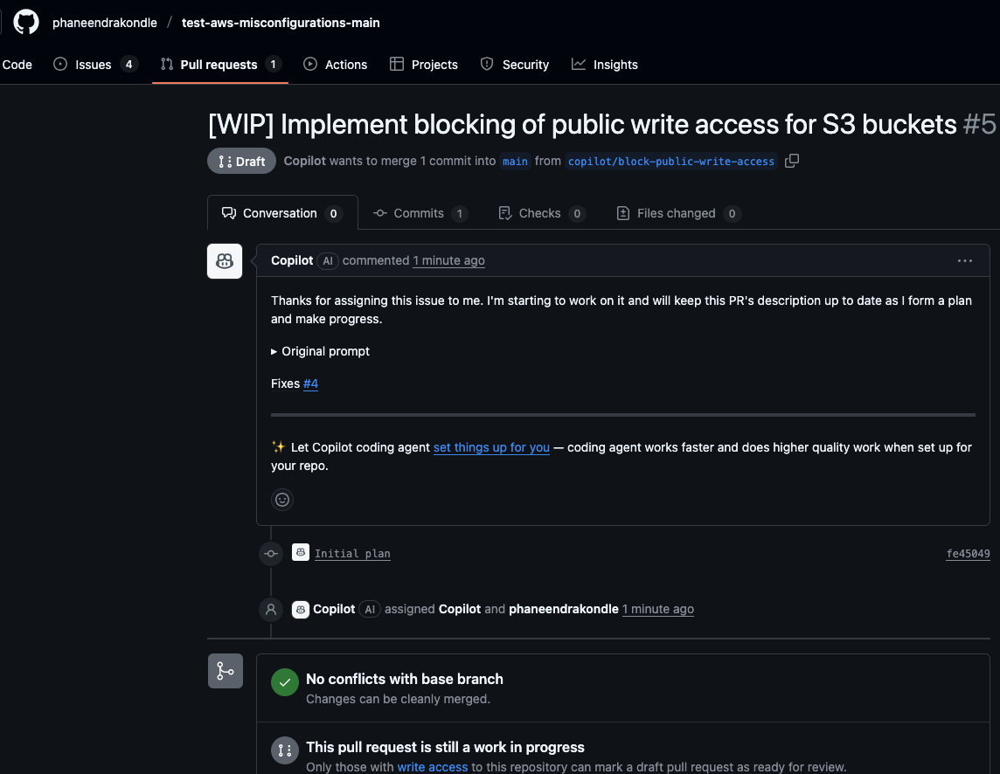 phaneendrakondle / test-aws-misconfigurations-main
Code Issues 4 Pull requests 1 Actions Projects Security Insights
[WIP] Implement blocking of public write access for S3 buckets #5
Draft Copilot wants to merge 1 commit into main from copilot/block-public-write-access
Conversation 0 Commits 1 Checks 0 Files changed 0
Copilot AI commented 1 minute ago
Thanks for assigning this issue to me. I'm starting to work on it and will keep this PR's description up to date as I form a plan
and make progress.
Original prompt
Fixes #4
✨ Let Copilot coding agent set things up for you — coding agent works faster and does higher quality work when set up for
your repo.
Initial plan fe45049
Copilot AI assigned Copilot and phaneendrakondle 1 minute ago
No conflicts with base branch
Changes can be cleanly merged.
This pull request is still a work in progress
Only those with write access to this repository can mark a draft pull request as ready for review.